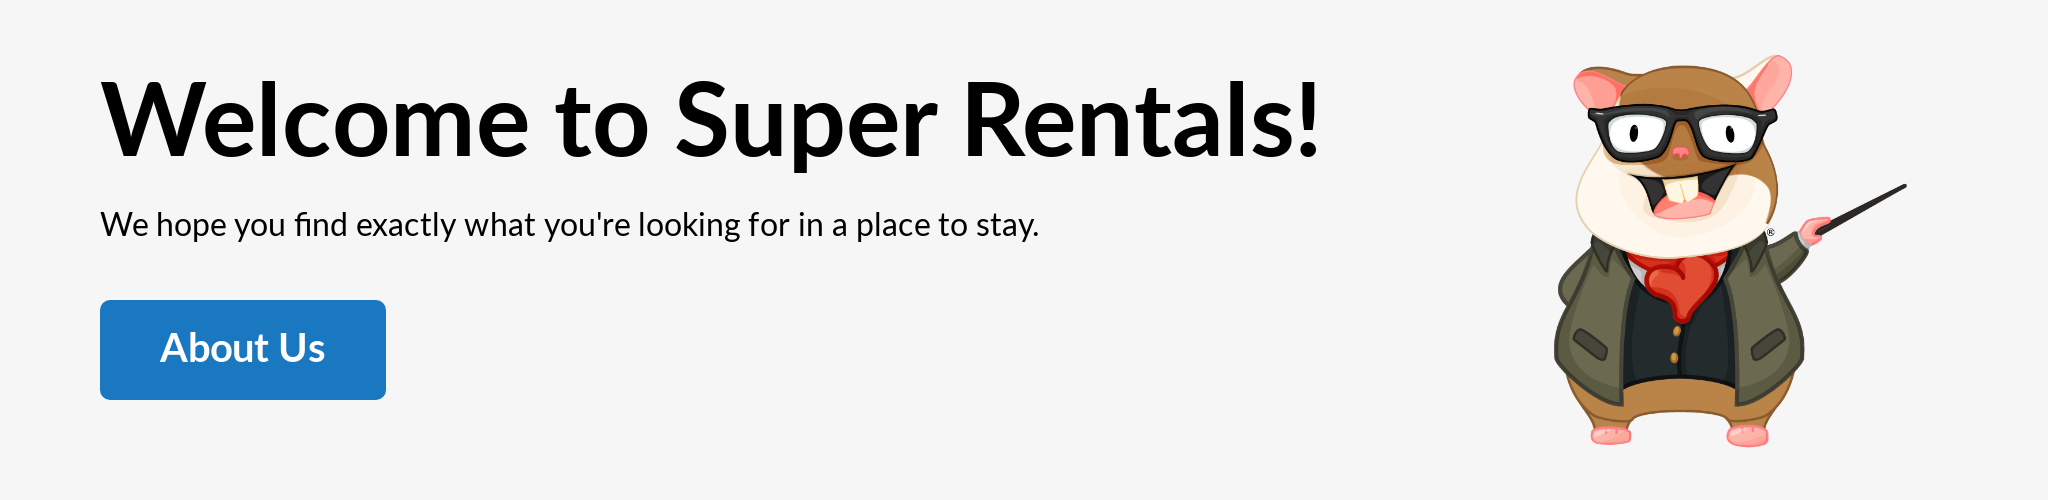 Welcome to Super Rentals!
We hope you find exactly what you're looking for in a place to stay.
About Us
®